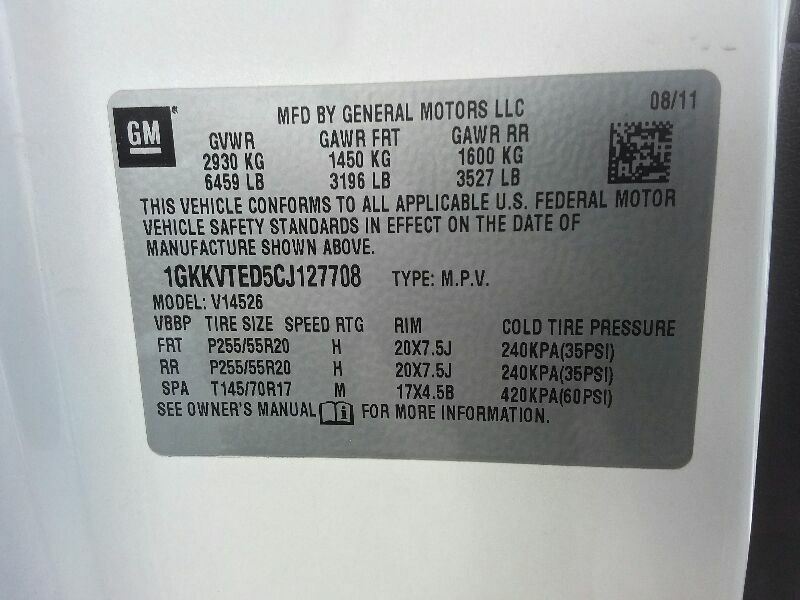 GM
MFD BY GENERAL MOTORS LLC 08/11
GVWR GAWR FRT GAWR RR
2930 KG 1450 KG 1600 KG
6459 LB 3196 LB 3527 LB
THIS VEHICLE CONFORMS TO ALL APPLICABLE U.S. FEDERAL MOTOR
VEHICLE SAFETY STANDARDS IN EFFECT ON THE DATE OF
MANUFACTURE SHOWN ABOVE.
1GKKVTED5CJ127708 TYPE: M.P.V.
MODEL: V14526
VBBP TIRE SIZE SPEED RTG RIM COLD TIRE PRESSURE
FRT P255/55R20 H 20X7.5J 240KPA(35PSI)
RR P255/55R20 H 20X7.5J 240KPA(35PSI)
SPA T145/70R17 M 17X4.5B 420KPA(60PSI)
SEE OWNER'S MANUAL i FOR MORE INFORMATION.